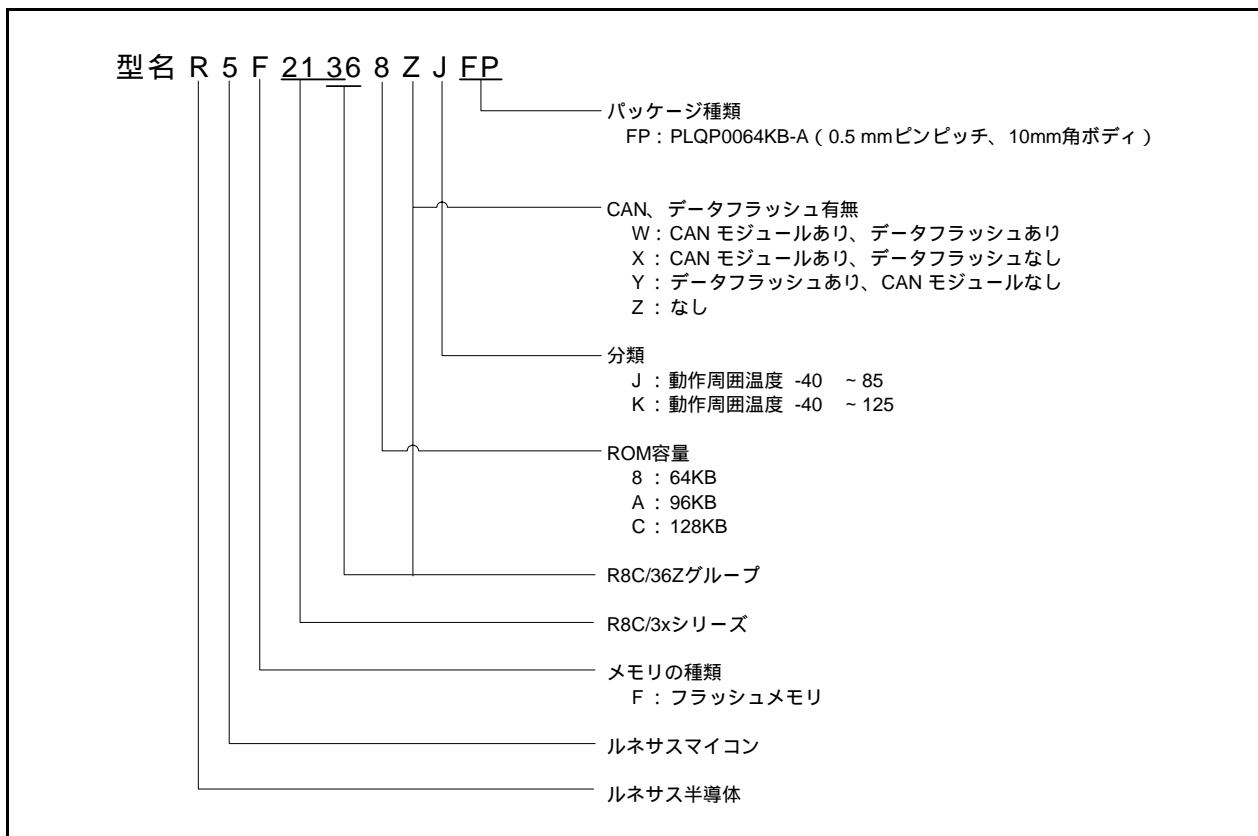 型名 R 5 F 21 36 8 Z J FP
パッケージ種類
FP : PLQP0064KB-A ( 0.5 mmピンピッチ、10mm角ボディ )
CAN、データフラッシュ有無
W : CAN モジュールあり、データフラッシュあり
X : CAN モジュールあり、データフラッシュなし
Y : データフラッシュあり、CAN モジュールなし
Z : なし
分類
J : 動作周囲温度 -40 ~ 85
K : 動作周囲温度 -40 ~ 125
ROM容量
8 : 64KB
A : 96KB
C : 128KB
R8C/36Zグループ
R8C/3xシリーズ
メモリの種類
F : フラッシュメモリ
ルネサスマイコン
ルネサス半導体